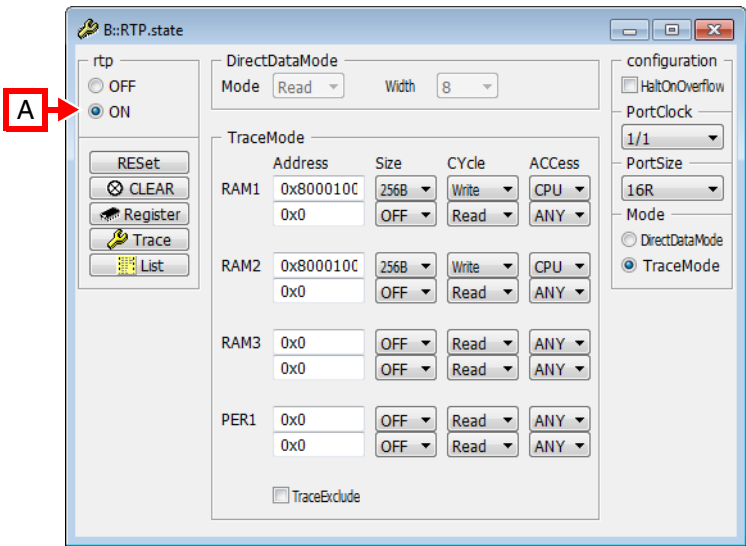 B::RTP.state
A
rtp
OFF
ON
RESet
CLEAR
Register
Trace
List
DirectDataMode
Mode Read Width 8
TraceMode
Address Size CYcle ACCess
RAM1 0x8000100 256B Write CPU
0x0 OFF Read ANY
RAM2 0x8000100 256B Write CPU
0x0 OFF Read ANY
RAM3 0x0 OFF Read ANY
0x0 OFF Read ANY
PER1 0x0 OFF Read ANY
0x0 OFF Read ANY
TraceExclude
configuration
HaltOnOverflow
PortClock
1/1
PortSize
16R
Mode
DirectDataMode
TraceMode